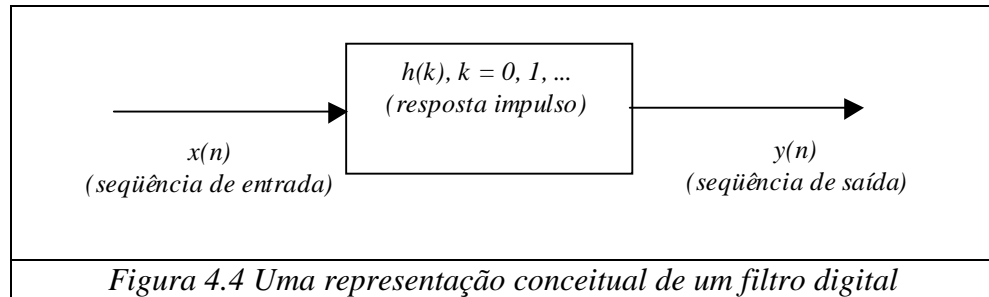 h(k), k = 0, 1, ...
(resposta impulso)
x(n)
(seqüência de entrada)
y(n)
(seqüência de saída)
Figura 4.4 Uma representação conceitual de um filtro digital